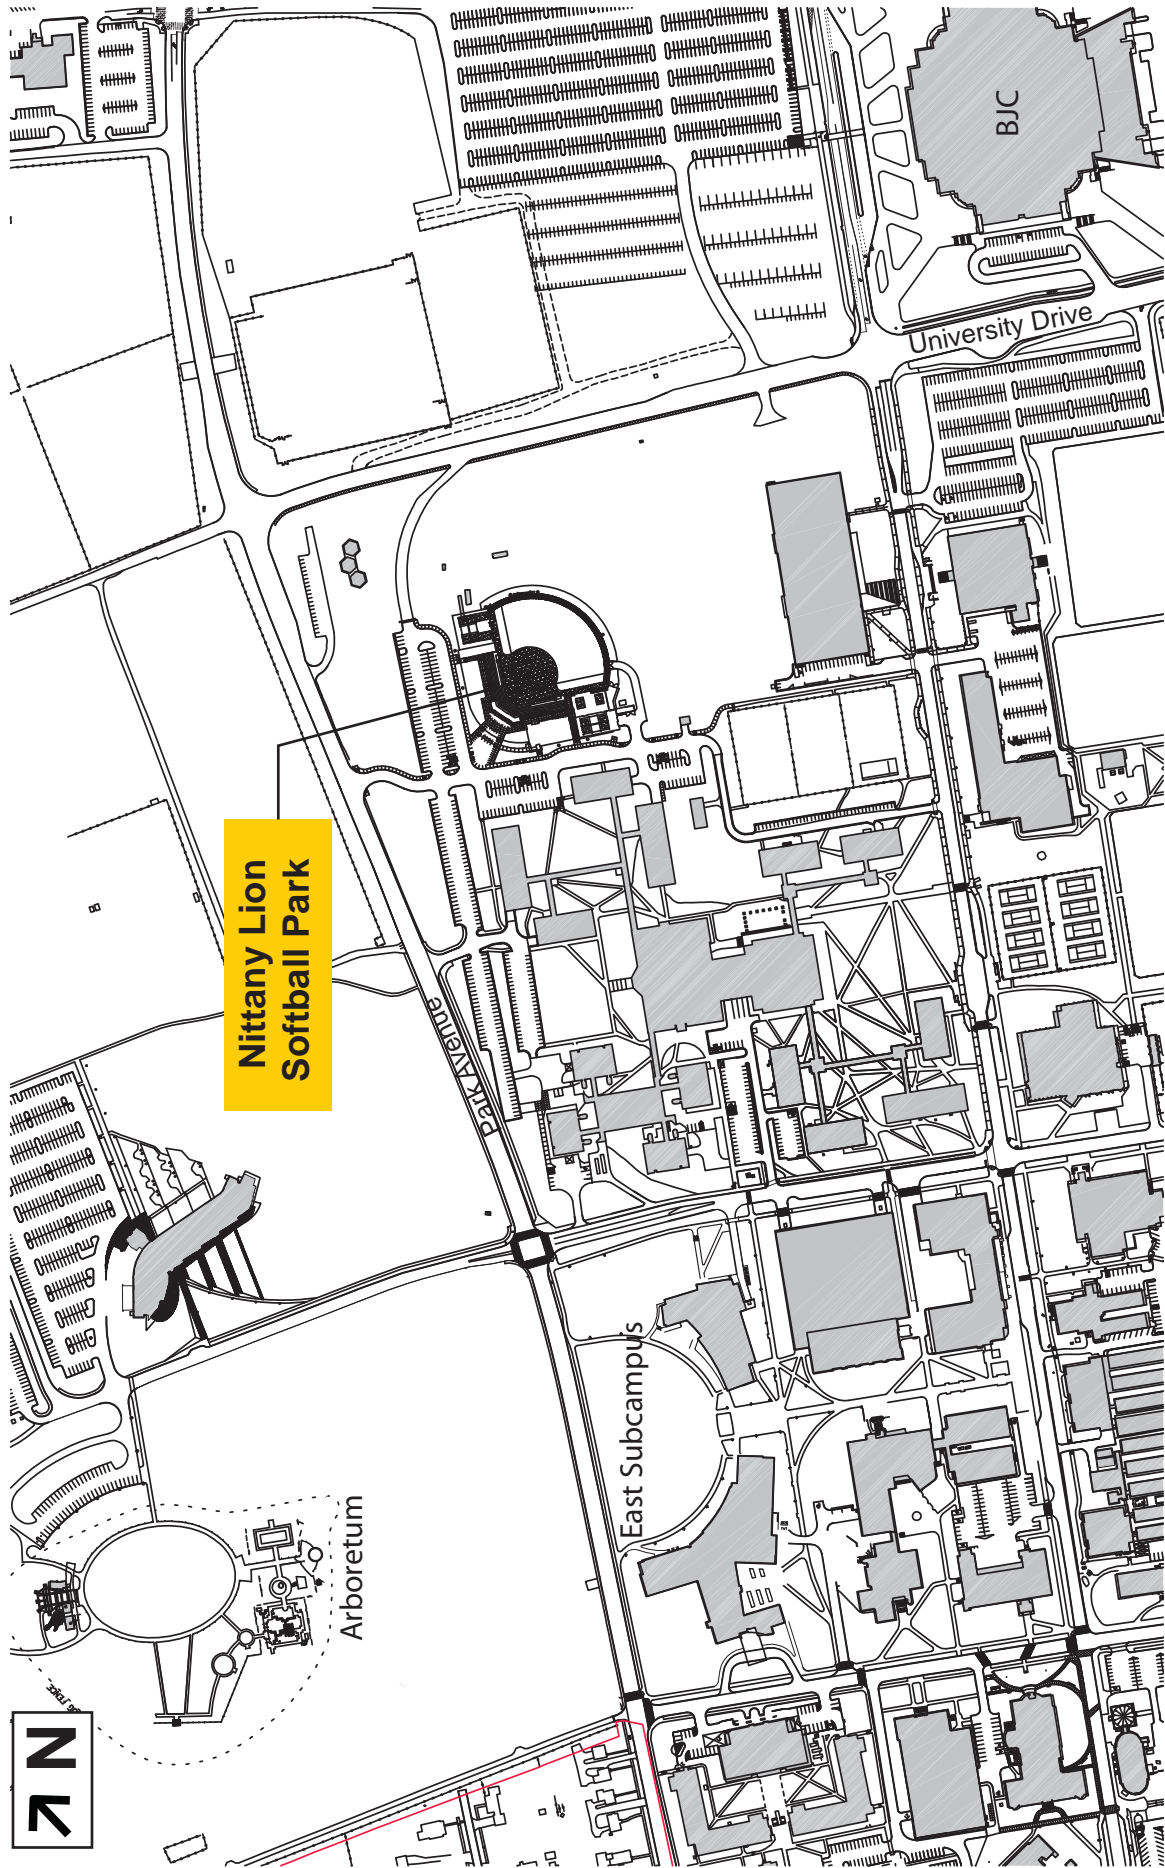 BJC
University Drive
Nittany Lion
Softball Park
Park Avenue
East Subcampus
Arboretum
N